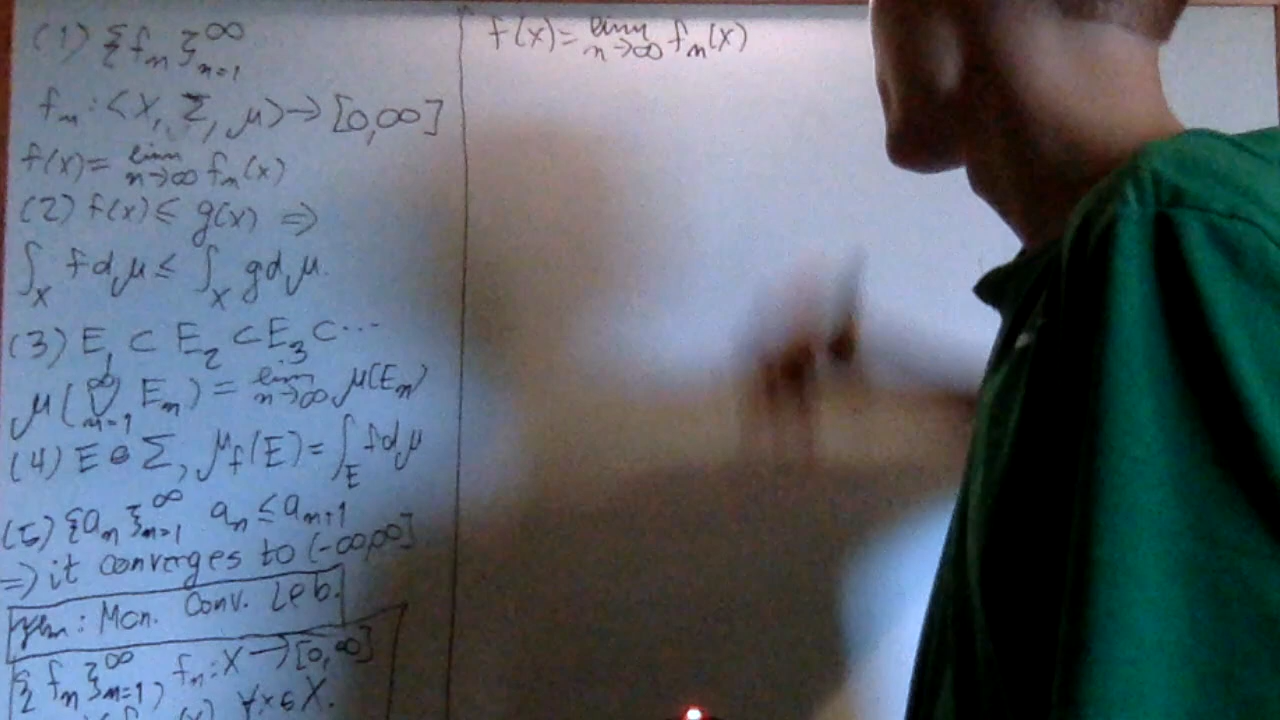 (1) {f_n}_{n=1}^∞
f_n : <X, Σ, μ> → [0,∞]
f(x) = lim_{n→∞} f_n(x)
(2) f(x) ≤ g(x) ⇒
∫_X f dμ ≤ ∫_X g dμ.
(3) E_1 ⊂ E_2 ⊂ E_3 ⊂ ⋯
μ(⋃_{n=1}^∞ E_n) = lim_{n→∞} μ(E_n)
(4) E ∈ Σ, μ_f(E) = ∫_E f dμ
(5) {a_n}_{n=1}^∞ a_n ≤ a_{n+1}
⇒ it converges to (-∞,∞]
: Mon. Conv. Leb.
{f_n}_{n=1}^∞, f_n : X → [0,∞]
(x) ∀x∈X.
f(x) = lim_{n→∞} f_n(x)